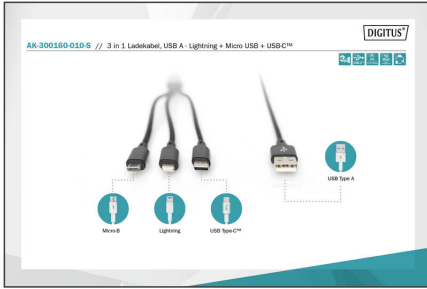 DIGITUS®
AK-300160-010-S // 3 in 1 Ladekabel, USB A - Lightning + Micro USB + USB-C™
USB Type A
Micro-B
Lightning
USB Type-C™